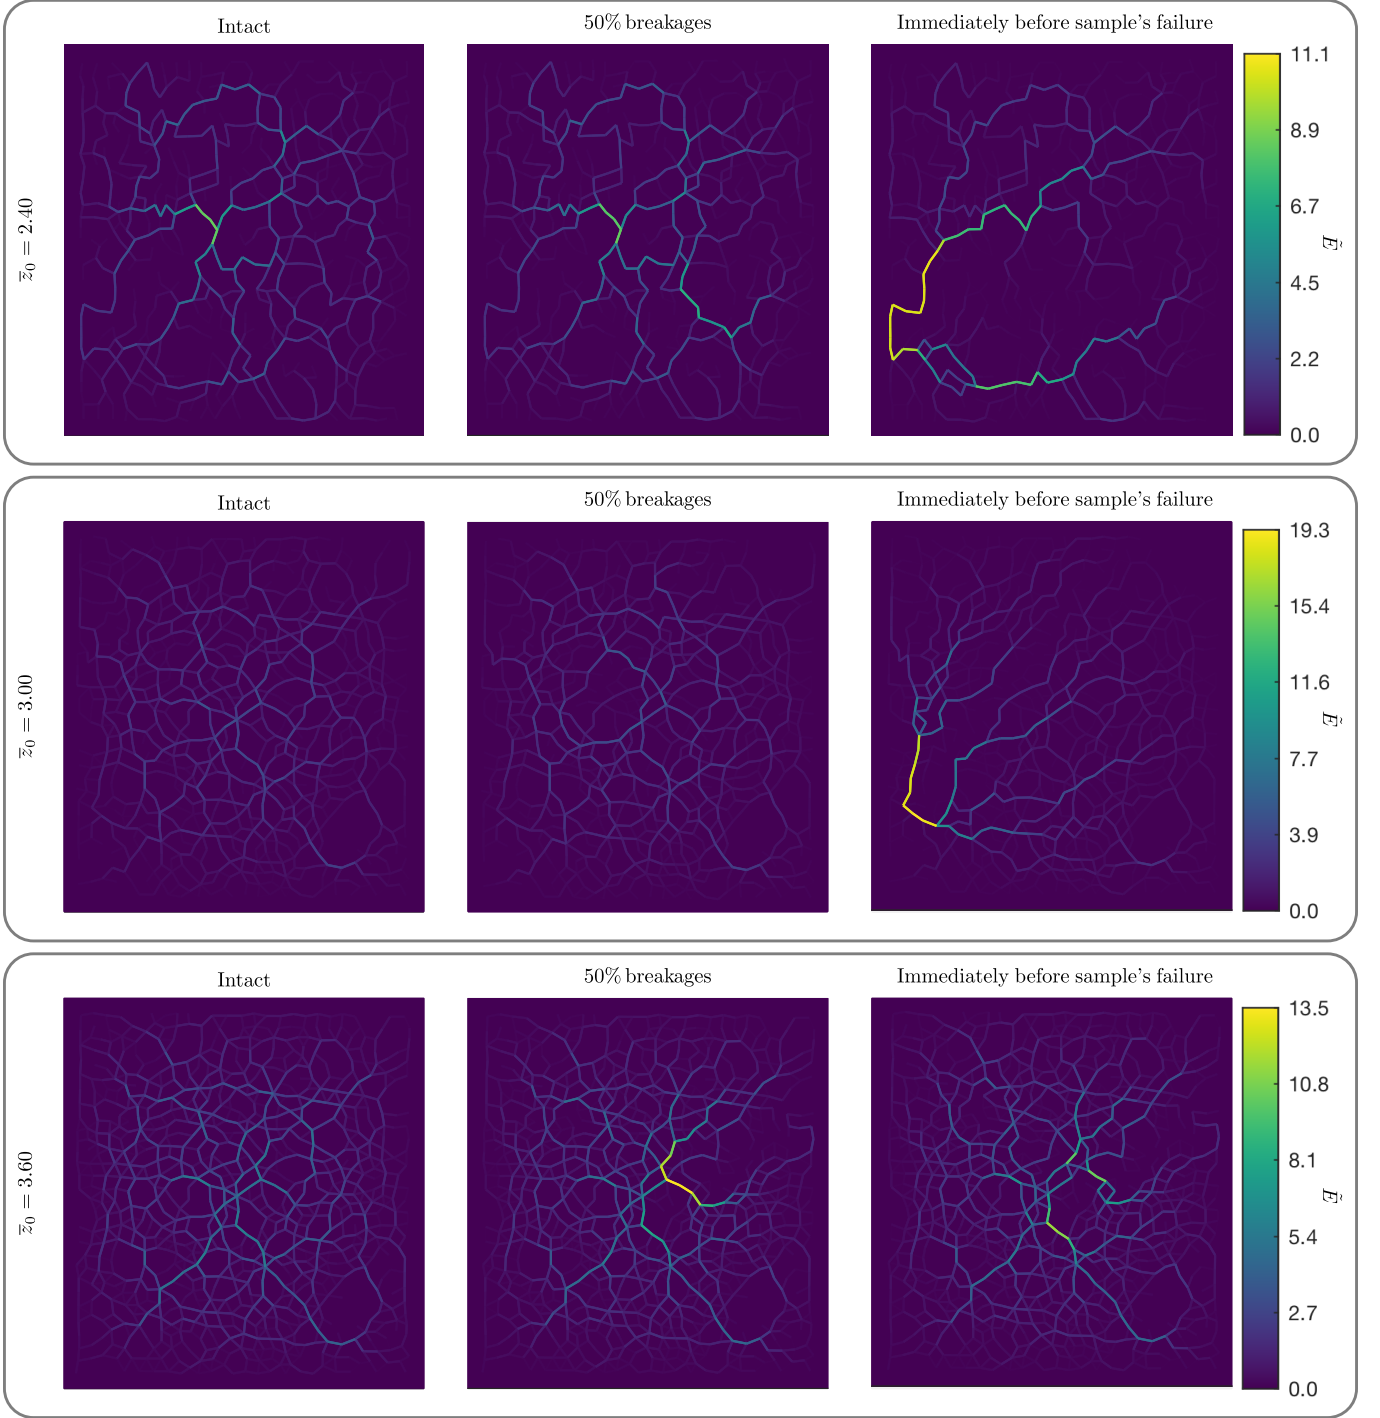 Intact
50% breakages
Immediately before sample's failure
z̅₀ = 2.40
11.1
8.9
6.7
4.5
2.2
0.0
Ẽ
Intact
50% breakages
Immediately before sample's failure
z̅₀ = 3.00
19.3
15.4
11.6
7.7
3.9
0.0
Ẽ
Intact
50% breakages
Immediately before sample's failure
z̅₀ = 3.60
13.5
10.8
8.1
5.4
2.7
0.0
Ẽ